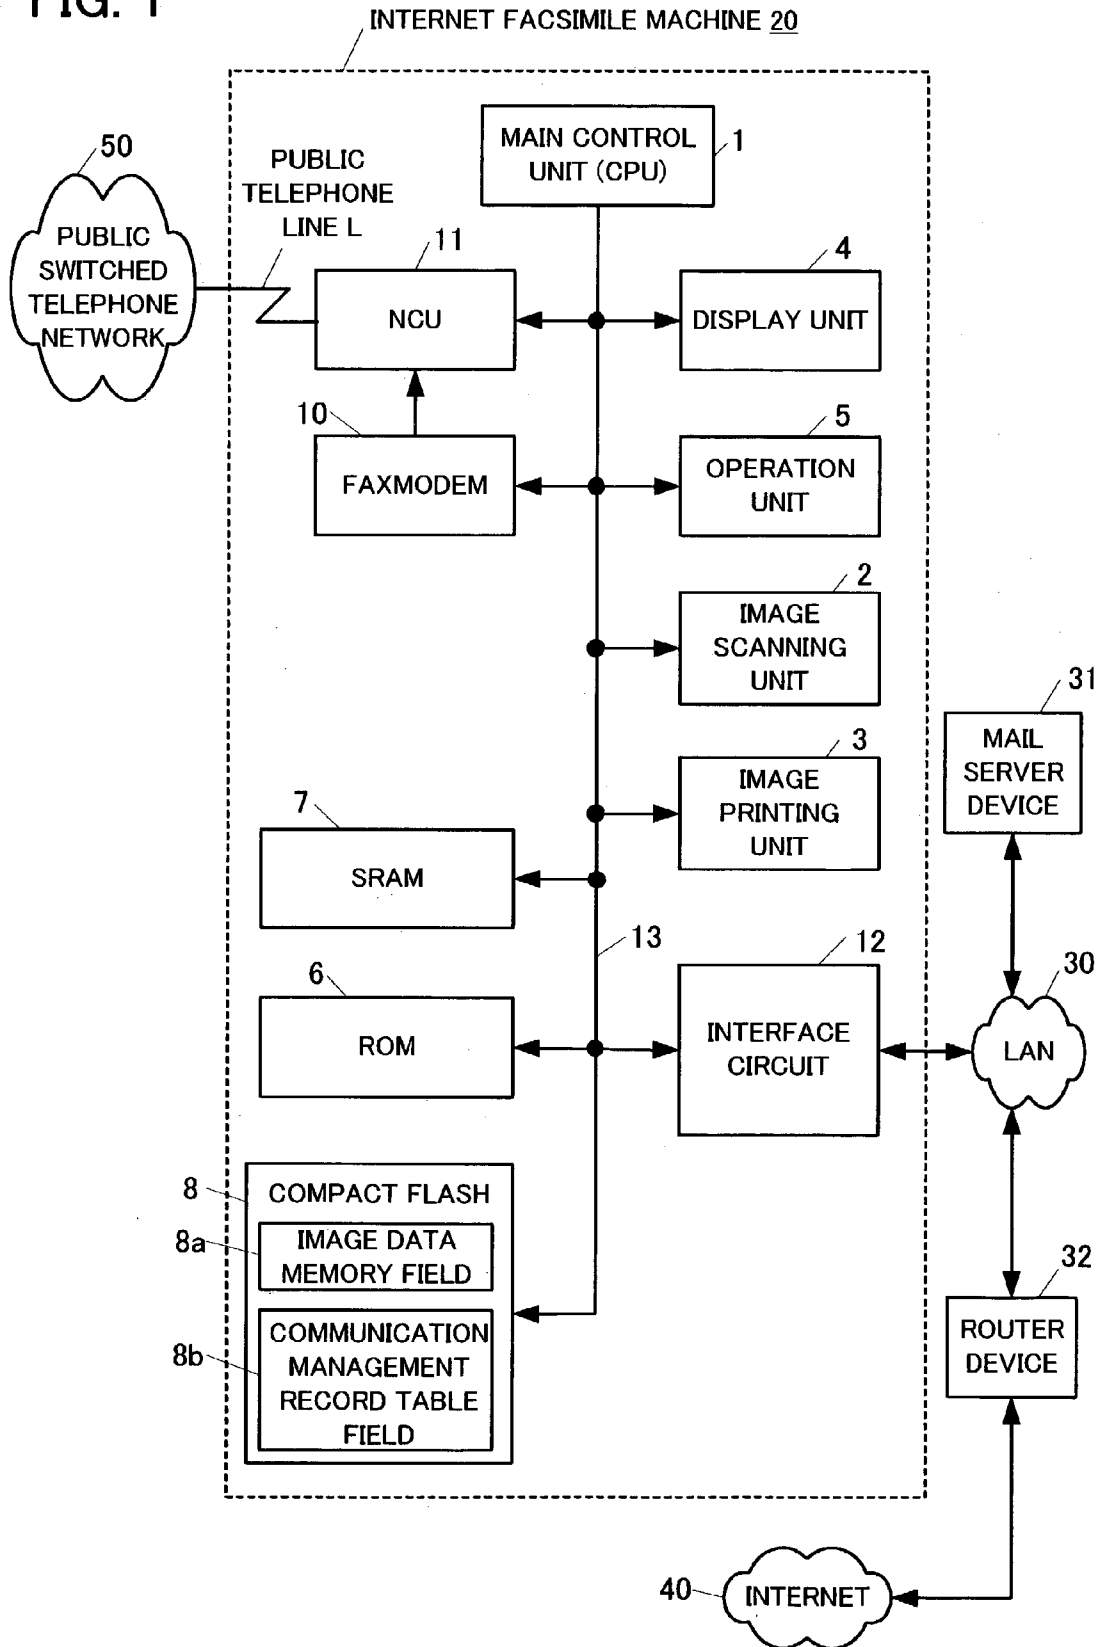 FIG. 1
INTERNET FACSIMILE MACHINE 20
50
PUBLIC
SWITCHED
TELEPHONE
NETWORK
PUBLIC
TELEPHONE
LINE L
MAIN CONTROL
UNIT (CPU)
1
11
NCU
4
DISPLAY UNIT
10
FAXMODEM
5
OPERATION
UNIT
2
IMAGE
SCANNING
UNIT
3
IMAGE
PRINTING
UNIT
31
MAIL
SERVER
DEVICE
7
SRAM
13
12
INTERFACE
CIRCUIT
30
LAN
6
ROM
8
COMPACT FLASH
8a
IMAGE DATA
MEMORY FIELD
8b
COMMUNICATION
MANAGEMENT
RECORD TABLE
FIELD
32
ROUTER
DEVICE
40
INTERNET